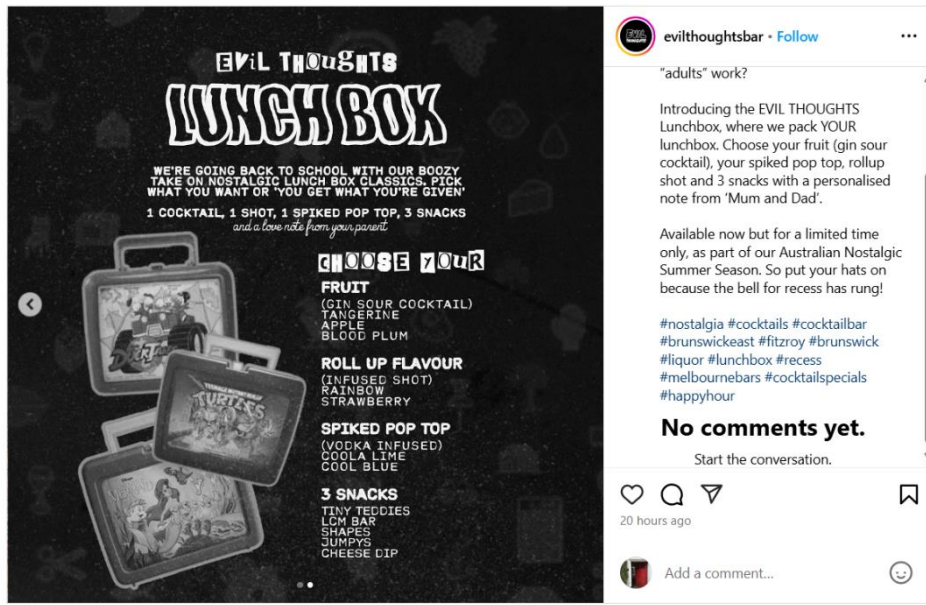 EViL THOUGHTS
LUNCH BOX
WE'RE GOING BACK TO SCHOOL WITH OUR BOOZY
TAKE ON NOSTALGIC LUNCH BOX CLASSICS. PICK
WHAT YOU WANT OR 'YOU GET WHAT YOU'RE GIVEN'
1 COCKTAIL, 1 SHOT, 1 SPIKED POP TOP, 3 SNACKS
and a love note from your parent
CHOOSE YOUR
FRUIT
(GIN SOUR COCKTAIL)
TANGERINE
APPLE
BLOOD PLUM
ROLL UP FLAVOUR
(INFUSED SHOT)
RAINBOW
STRAWBERRY
SPIKED POP TOP
(VODKA INFUSED)
COOLA LIME
COOL BLUE
3 SNACKS
TINY TEDDIES
LCM BAR
SHAPES
JUMPYS
CHEESE DIP
TEENAGE MUTANT NINJA
TURTLES
EVIL
THOUGHTS
evilthoughtsbar • Follow
"adults" work?
Introducing the EVIL THOUGHTS
Lunchbox, where we pack YOUR
lunchbox. Choose your fruit (gin sour
cocktail), your spiked pop top, rollup
shot and 3 snacks with a personalised
note from 'Mum and Dad'.
Available now but for a limited time
only, as part of our Australian Nostalgic
Summer Season. So put your hats on
because the bell for recess has rung!
#nostalgia #cocktails #cocktailbar
#brunswickeast #fitzroy #brunswick
#liquor #lunchbox #recess
#melbournebars #cocktailspecials
#happyhour
No comments yet.
Start the conversation.
20 hours ago
Add a comment...